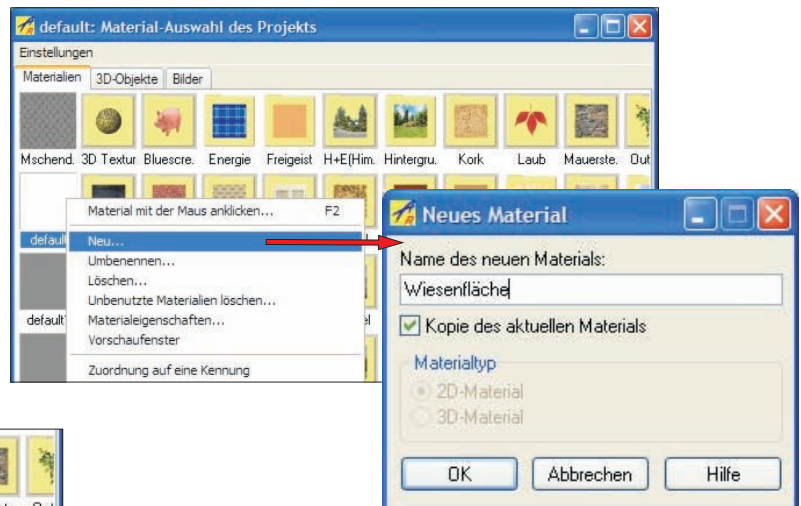 default: Material-Auswahl des Projekts
Einstellungen
Materialien 3D-Objekte Bilder
Mschend. 3D Textur Bluescre. Energie Freigeist H+E(Him. Hintergru. Kork Laub Mauerste. Out
default
Material mit der Maus anklicken... F2
Neu...
Umbenennen...
Löschen...
Unbenutzte Materialien löschen...
default
Materialeigenschaften...
Vorschaufenster
Zuordnung auf eine Kennung
Neues Material
Name des neuen Materials:
Wiesenfläche
Kopie des aktuellen Materials
Materialtyp
2D-Material
3D-Material
OK Abbrechen Hilfe